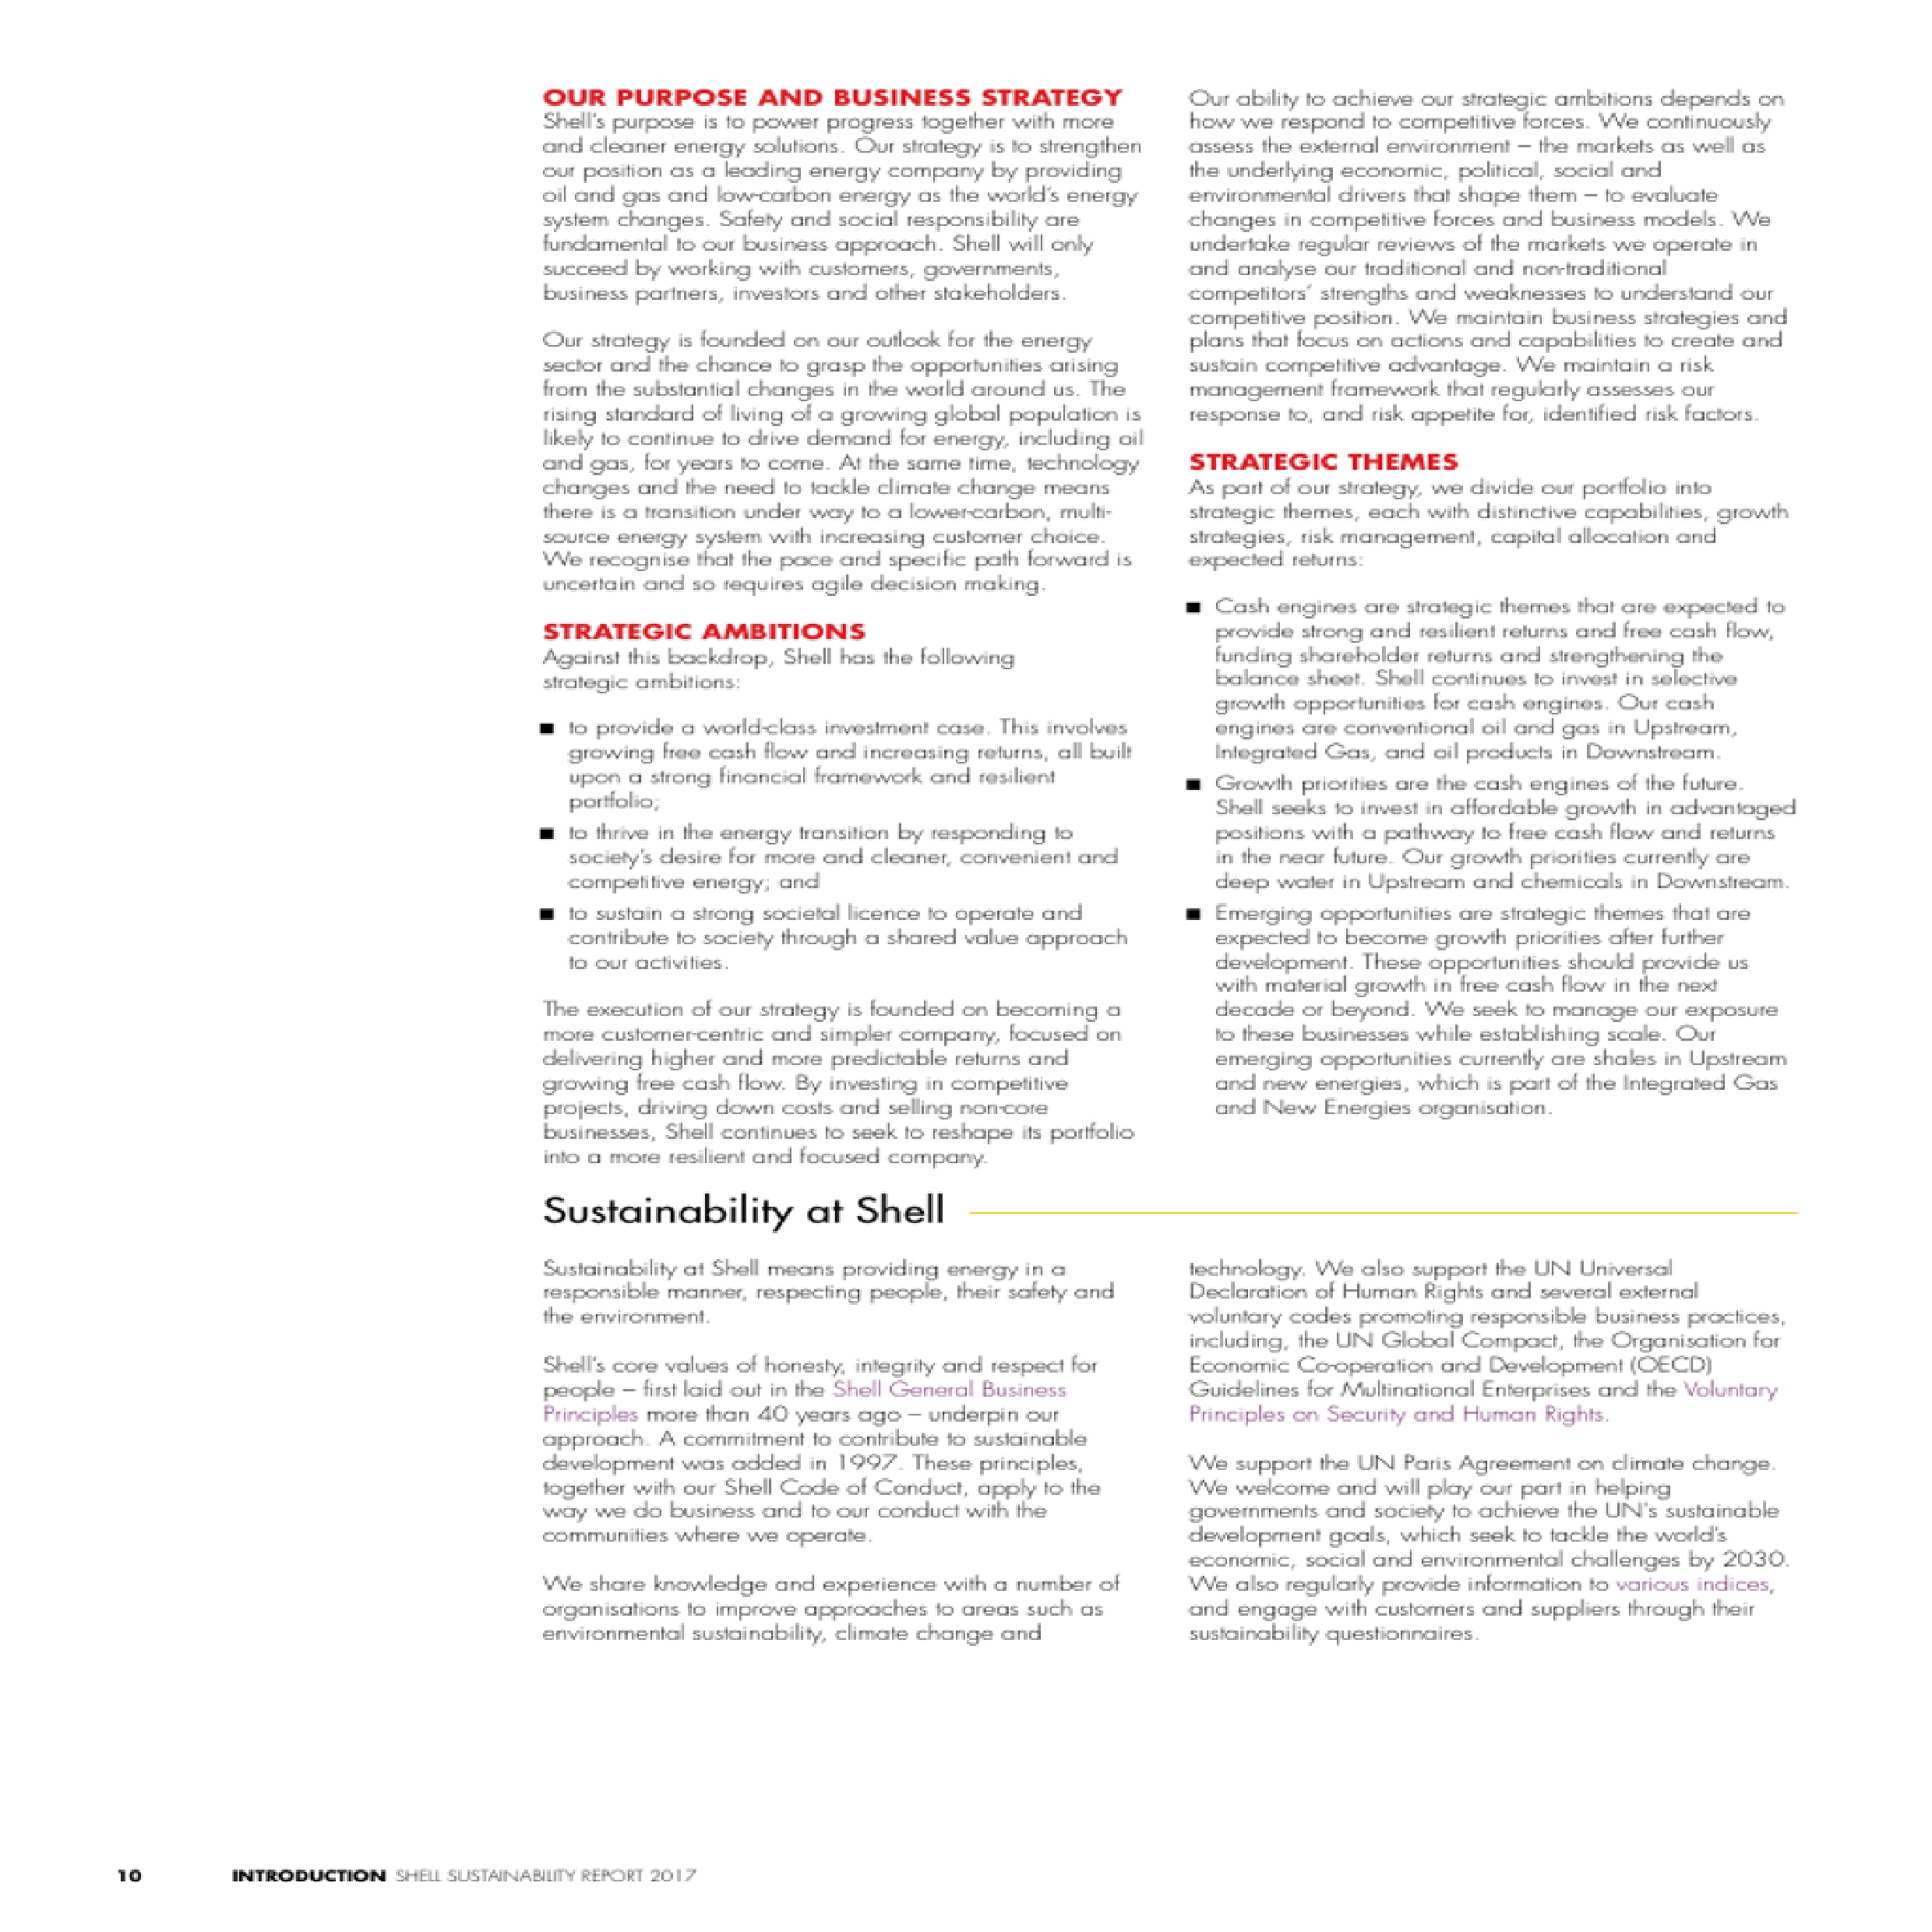 OUR PURPOSE AND BUSINESS STRATEGY
Shell's purpose is to power progress together with more
and cleaner energy solutions. Our strategy is to strengthen
our position as a leading energy company by providing
oil and gas and low-carbon energy as the world's energy
system changes. Safety and social responsibility are
fundamental to our business approach. Shell will only
succeed by working with customers, governments,
business partners, investors and other stakeholders.
Our strategy is founded on our outlook for the energy
sector and the chance to grasp the opportunities arising
from the substantial changes in the world around us. The
rising standard of living of a growing global population is
likely to continue to drive demand for energy, including oil
and gas, for years to come. At the same time, technology
changes and the need to tackle climate change means
there is a transition under way to a lower-carbon, multi-
source energy system with increasing customer choice.
We recognise that the pace and specific path forward is
uncertain and so requires agile decision making.
STRATEGIC AMBITIONS
Against this backdrop, Shell has the following
strategic ambitions:
■ to provide a world-class investment case. This involves
growing free cash flow and increasing returns, all built
upon a strong financial framework and resilient
portfolio;
■ to thrive in the energy transition by responding to
society's desire for more and cleaner, convenient and
competitive energy; and
■ to sustain a strong societal licence to operate and
contribute to society through a shared value approach
to our activities.
The execution of our strategy is founded on becoming a
more customer-centric and simpler company, focused on
delivering higher and more predictable returns and
growing free cash flow. By investing in competitive
projects, driving down costs and selling non-core
businesses, Shell continues to seek to reshape its portfolio
into a more resilient and focused company.
Our ability to achieve our strategic ambitions depends on
how we respond to competitive forces. We continuously
assess the external environment – the markets as well as
the underlying economic, political, social and
environmental drivers that shape them – to evaluate
changes in competitive forces and business models. We
undertake regular reviews of the markets we operate in
and analyse our traditional and non-traditional
competitors' strengths and weaknesses to understand our
competitive position. We maintain business strategies and
plans that focus on actions and capabilities to create and
sustain competitive advantage. We maintain a risk
management framework that regularly assesses our
response to, and risk appetite for, identified risk factors.
STRATEGIC THEMES
As part of our strategy, we divide our portfolio into
strategic themes, each with distinctive capabilities, growth
strategies, risk management, capital allocation and
expected returns:
■ Cash engines are strategic themes that are expected to
provide strong and resilient returns and free cash flow,
funding shareholder returns and strengthening the
balance sheet. Shell continues to invest in selective
growth opportunities for cash engines. Our cash
engines are conventional oil and gas in Upstream,
Integrated Gas, and oil products in Downstream.
■ Growth priorities are the cash engines of the future.
Shell seeks to invest in affordable growth in advantaged
positions with a pathway to free cash flow and returns
in the near future. Our growth priorities currently are
deep water in Upstream and chemicals in Downstream.
■ Emerging opportunities are strategic themes that are
expected to become growth priorities after further
development. These opportunities should provide us
with material growth in free cash flow in the next
decade or beyond. We seek to manage our exposure
to these businesses while establishing scale. Our
emerging opportunities currently are shales in Upstream
and new energies, which is part of the Integrated Gas
and New Energies organisation.
Sustainability at Shell
Sustainability at Shell means providing energy in a
responsible manner, respecting people, their safety and
the environment.
Shell's core values of honesty, integrity and respect for
people – first laid out in the Shell General Business
Principles more than 40 years ago – underpin our
approach. A commitment to contribute to sustainable
development was added in 1997. These principles,
together with our Shell Code of Conduct, apply to the
way we do business and to our conduct with the
communities where we operate.
We share knowledge and experience with a number of
organisations to improve approaches to areas such as
environmental sustainability, climate change and
technology. We also support the UN Universal
Declaration of Human Rights and several external
voluntary codes promoting responsible business practices,
including, the UN Global Compact, the Organisation for
Economic Co-operation and Development (OECD)
Guidelines for Multinational Enterprises and the Voluntary
Principles on Security and Human Rights.
We support the UN Paris Agreement on climate change.
We welcome and will play our part in helping
governments and society to achieve the UN's sustainable
development goals, which seek to tackle the world's
economic, social and environmental challenges by 2030.
We also regularly provide information to various indices,
and engage with customers and suppliers through their
sustainability questionnaires.
10 INTRODUCTION SHELL SUSTAINABILITY REPORT 2017